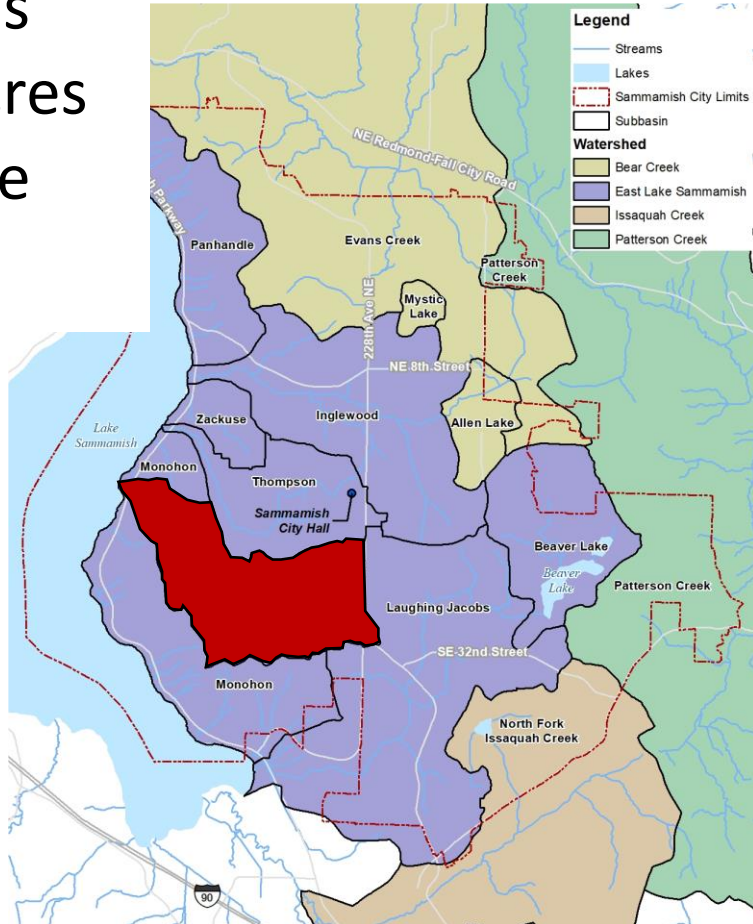 s
res
e
Legend
Streams
Lakes
Sammamish City Limits
Subbasin
Watershed
Bear Creek
East Lake Sammamish
Issaquah Creek
Patterson Creek
NE Redmond-Fall City Road
Parkway
Panhandle
Evans Creek
Patterson
Creek
Mystic
Lake
228th Ave NE
NE 8th Street
Zackuse
Inglewood
Allen Lake
Lake
Sammamish
Monohon
Thompson
Sammamish
City Hall
Beaver Lake
Beaver
Lake
Patterson Creek
Laughing Jacobs
SE 32nd Street
Monohon
North Fork
Issaquah Creek
90